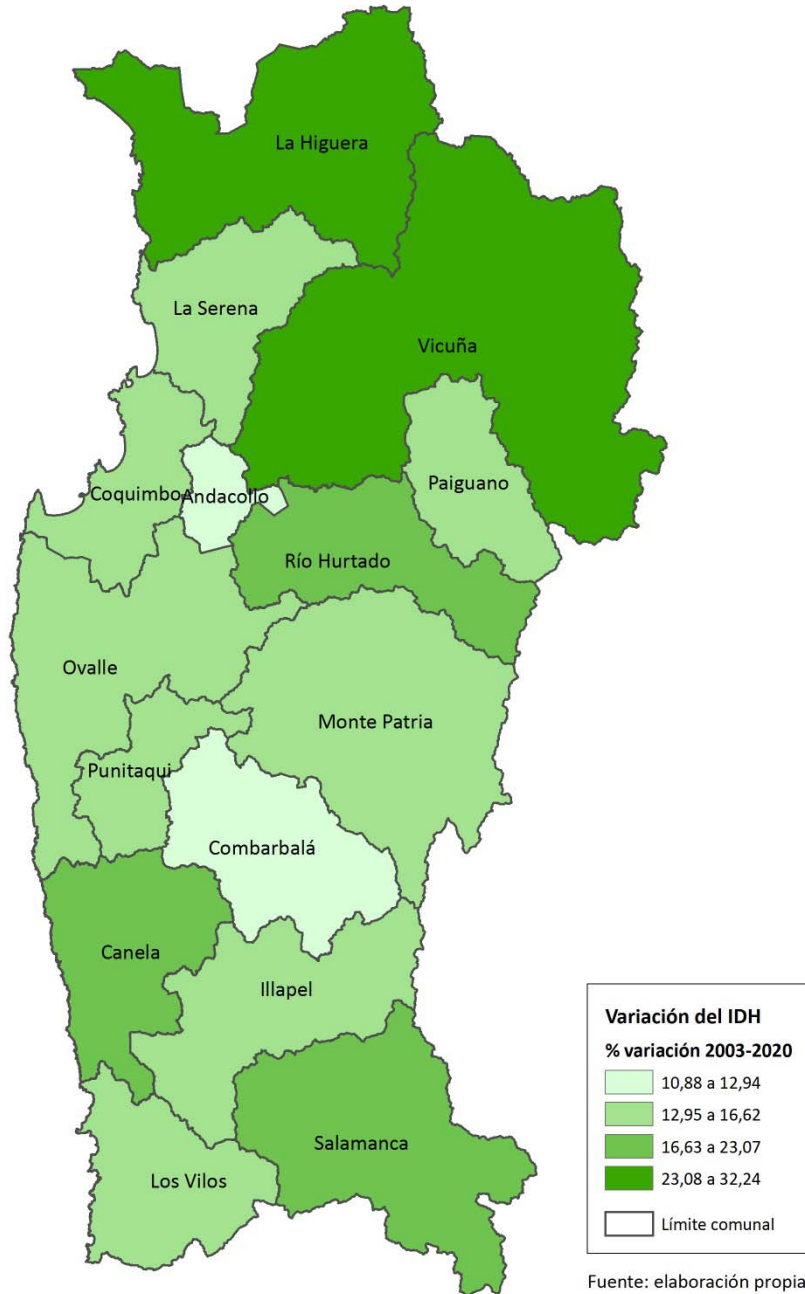 La Higuera
La Serena
Vicuña
Coquimbo
Andacollo
Paiguano
Río Hurtado
Ovalle
Monte Patria
Punitaqui
Combarbalá
Canela
Illapel
Salamanca
Los Vilos
Variación del IDH
% variación 2003-2020
10,88 a 12,94
12,95 a 16,62
16,63 a 23,07
23,08 a 32,24
Límite comunal
Fuente: elaboración propia